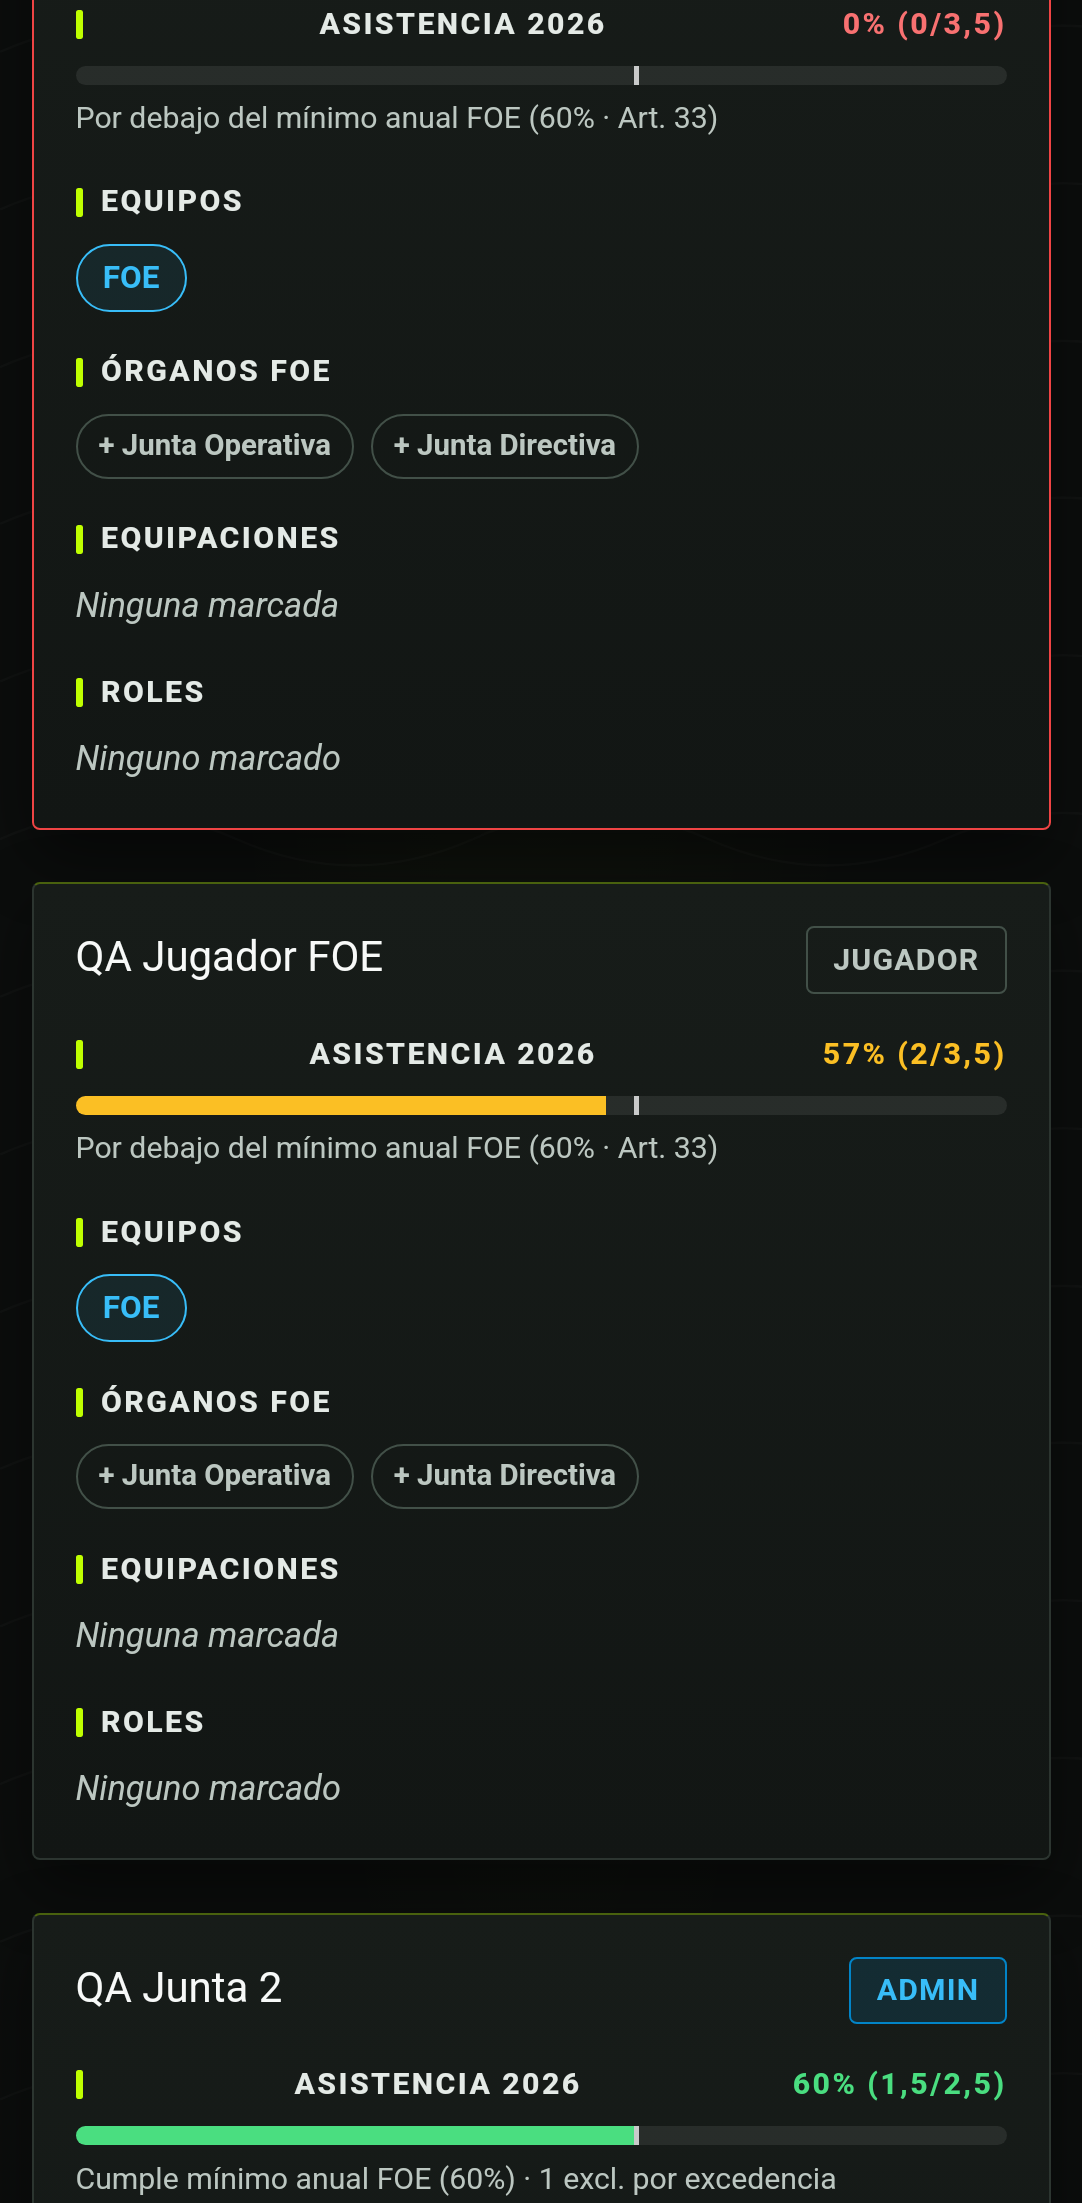 ASISTENCIA 2026 0% (0/3,5)
Por debajo del mínimo anual FOE (60% · Art. 33)
EQUIPOS
FOE
ÓRGANOS FOE
+ Junta Operativa + Junta Directiva
EQUIPACIONES
Ninguna marcada
ROLES
Ninguno marcado
QA Jugador FOE JUGADOR
ASISTENCIA 2026 57% (2/3,5)
Por debajo del mínimo anual FOE (60% · Art. 33)
EQUIPOS
FOE
ÓRGANOS FOE
+ Junta Operativa + Junta Directiva
EQUIPACIONES
Ninguna marcada
ROLES
Ninguno marcado
QA Junta 2 ADMIN
ASISTENCIA 2026 60% (1,5/2,5)
Cumple mínimo anual FOE (60%) · 1 excl. por excedencia